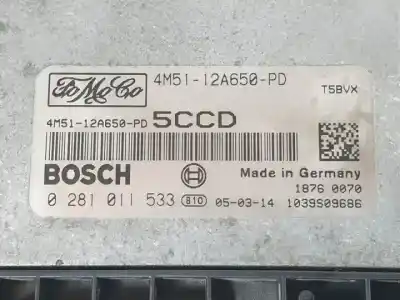 FoMoCo 4M51-12A650-PD T5BVX
4M51-12A650-PD 5CCD
BOSCH Made in Germany
1876 0070
0 281 011 533 810 05-03-14 1039S09686